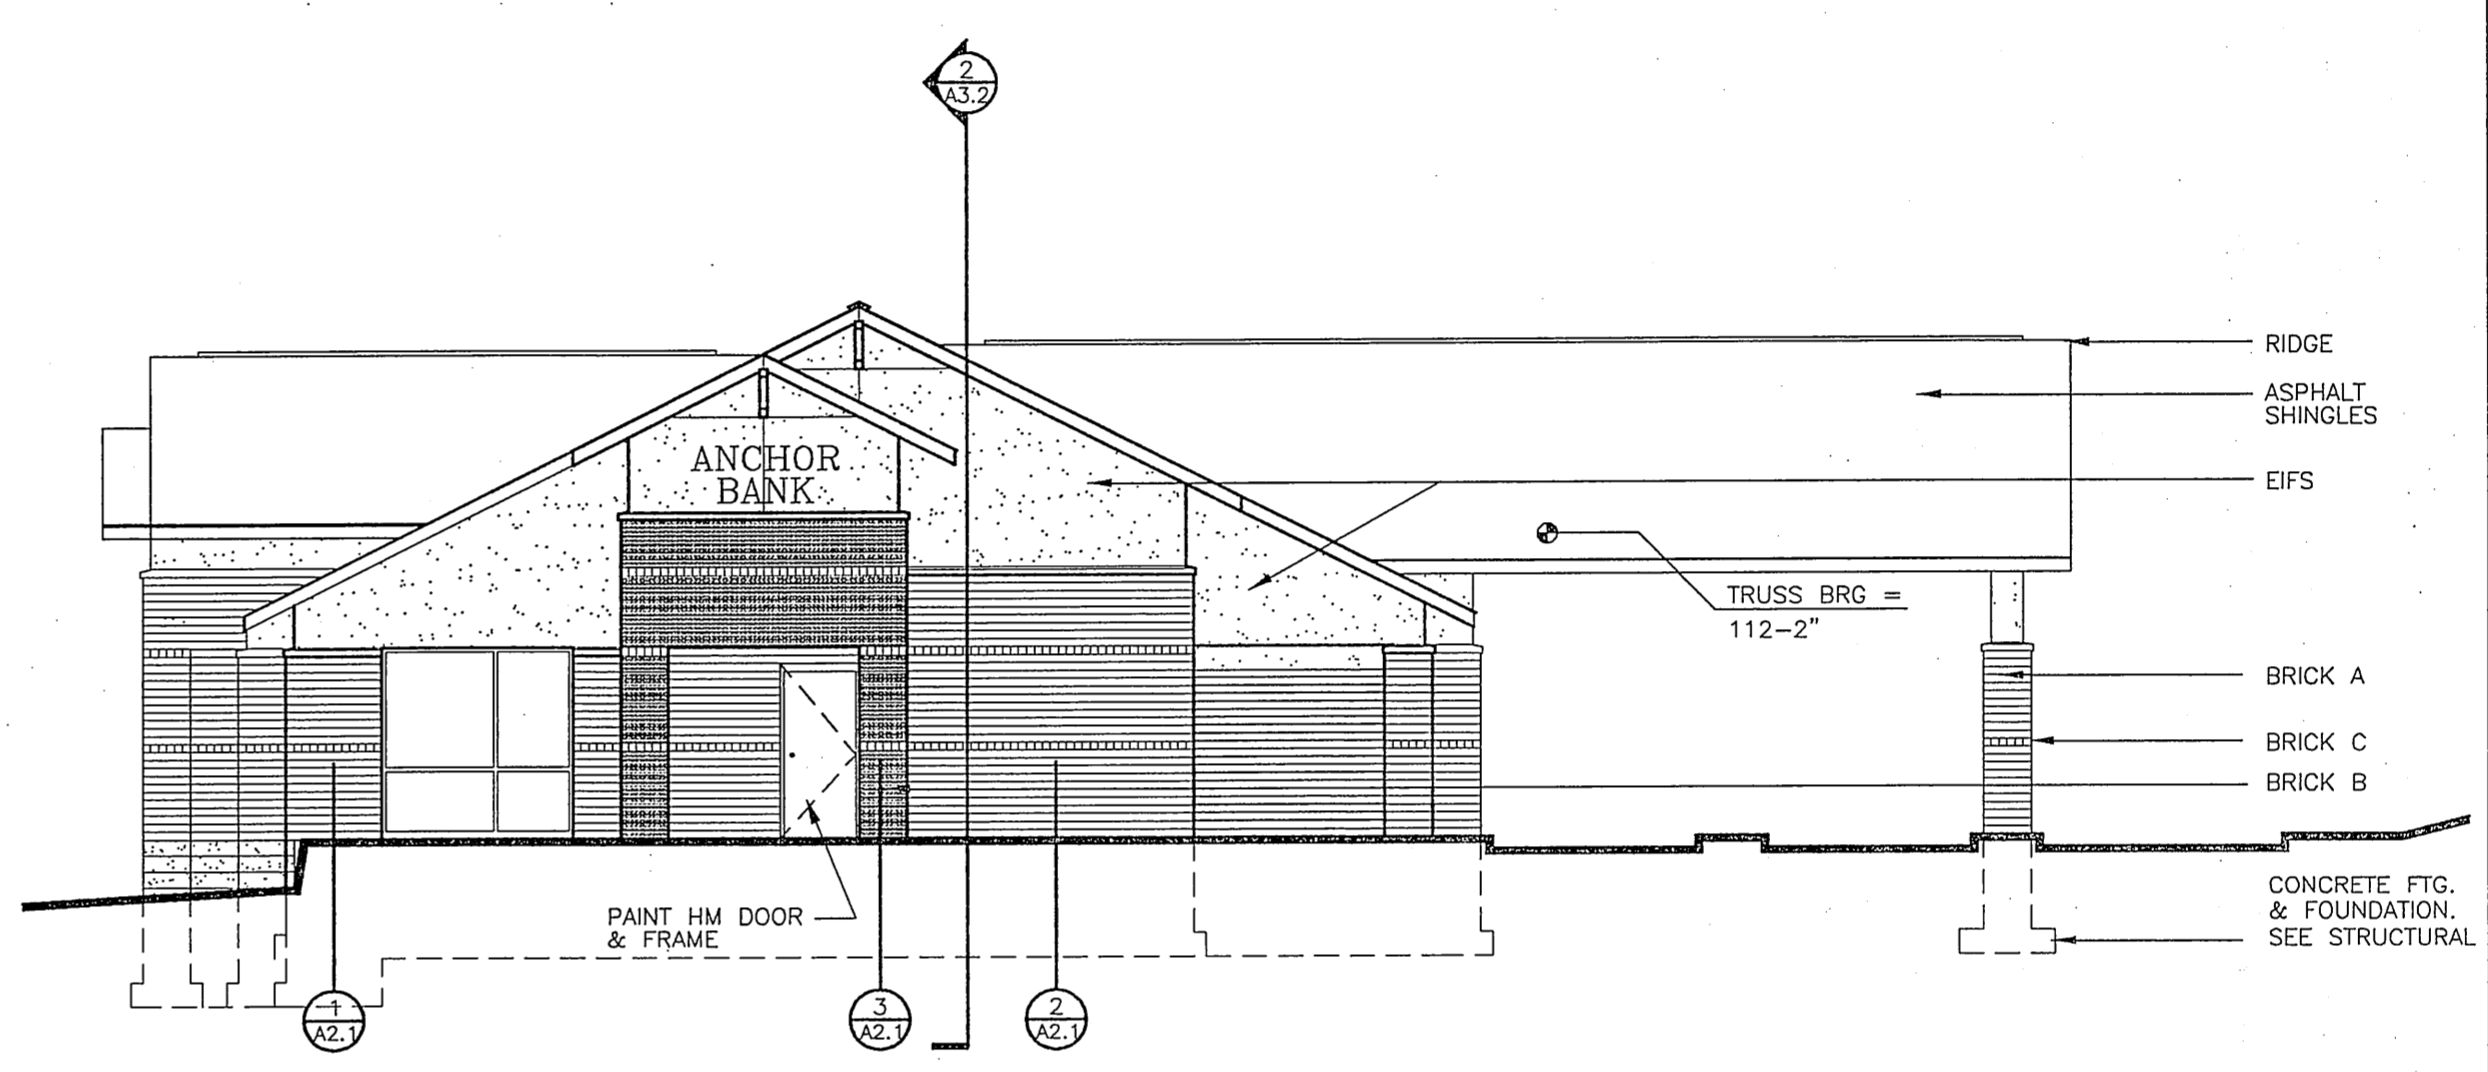 2
A3.2
RIDGE
ASPHALT
SHINGLES
ANCHOR
BANK
EIFS
TRUSS BRG =
112-2"
BRICK A
BRICK C
BRICK B
PAINT HM DOOR
& FRAME
CONCRETE FTG.
& FOUNDATION.
SEE STRUCTURAL
1
A2.1
3
A2.1
2
A2.1